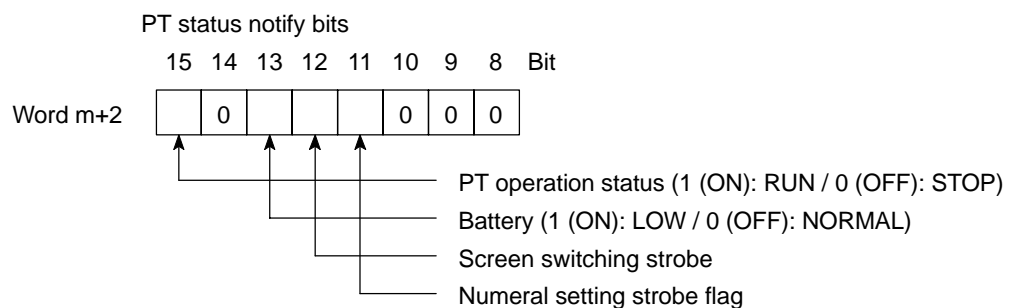 PT status notify bits
15 14 13 12 11 10 9 8 Bit
Word m+2 0 0 0 0
PT operation status (1 (ON): RUN / 0 (OFF): STOP)
Battery (1 (ON): LOW / 0 (OFF): NORMAL)
Screen switching strobe
Numeral setting strobe flag